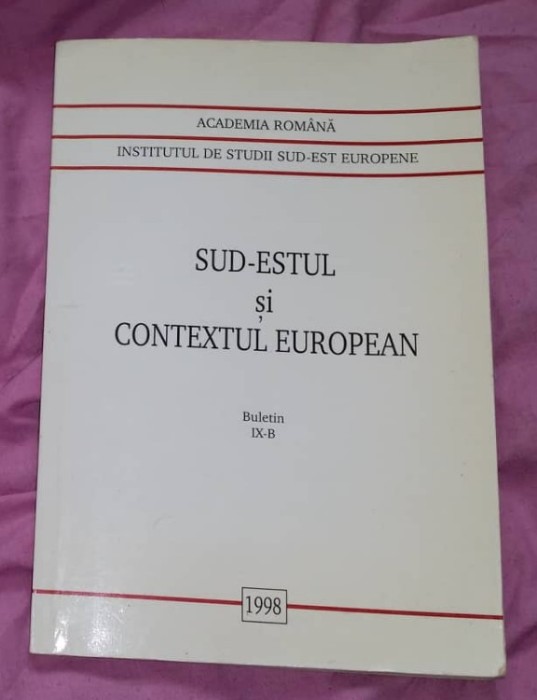 ACADEMIA ROMÂNĂ
INSTITUTUL DE STUDII SUD-EST EUROPENE
SUD-ESTUL
și
CONTEXTUL EUROPEAN
Buletin
IX-B
1998